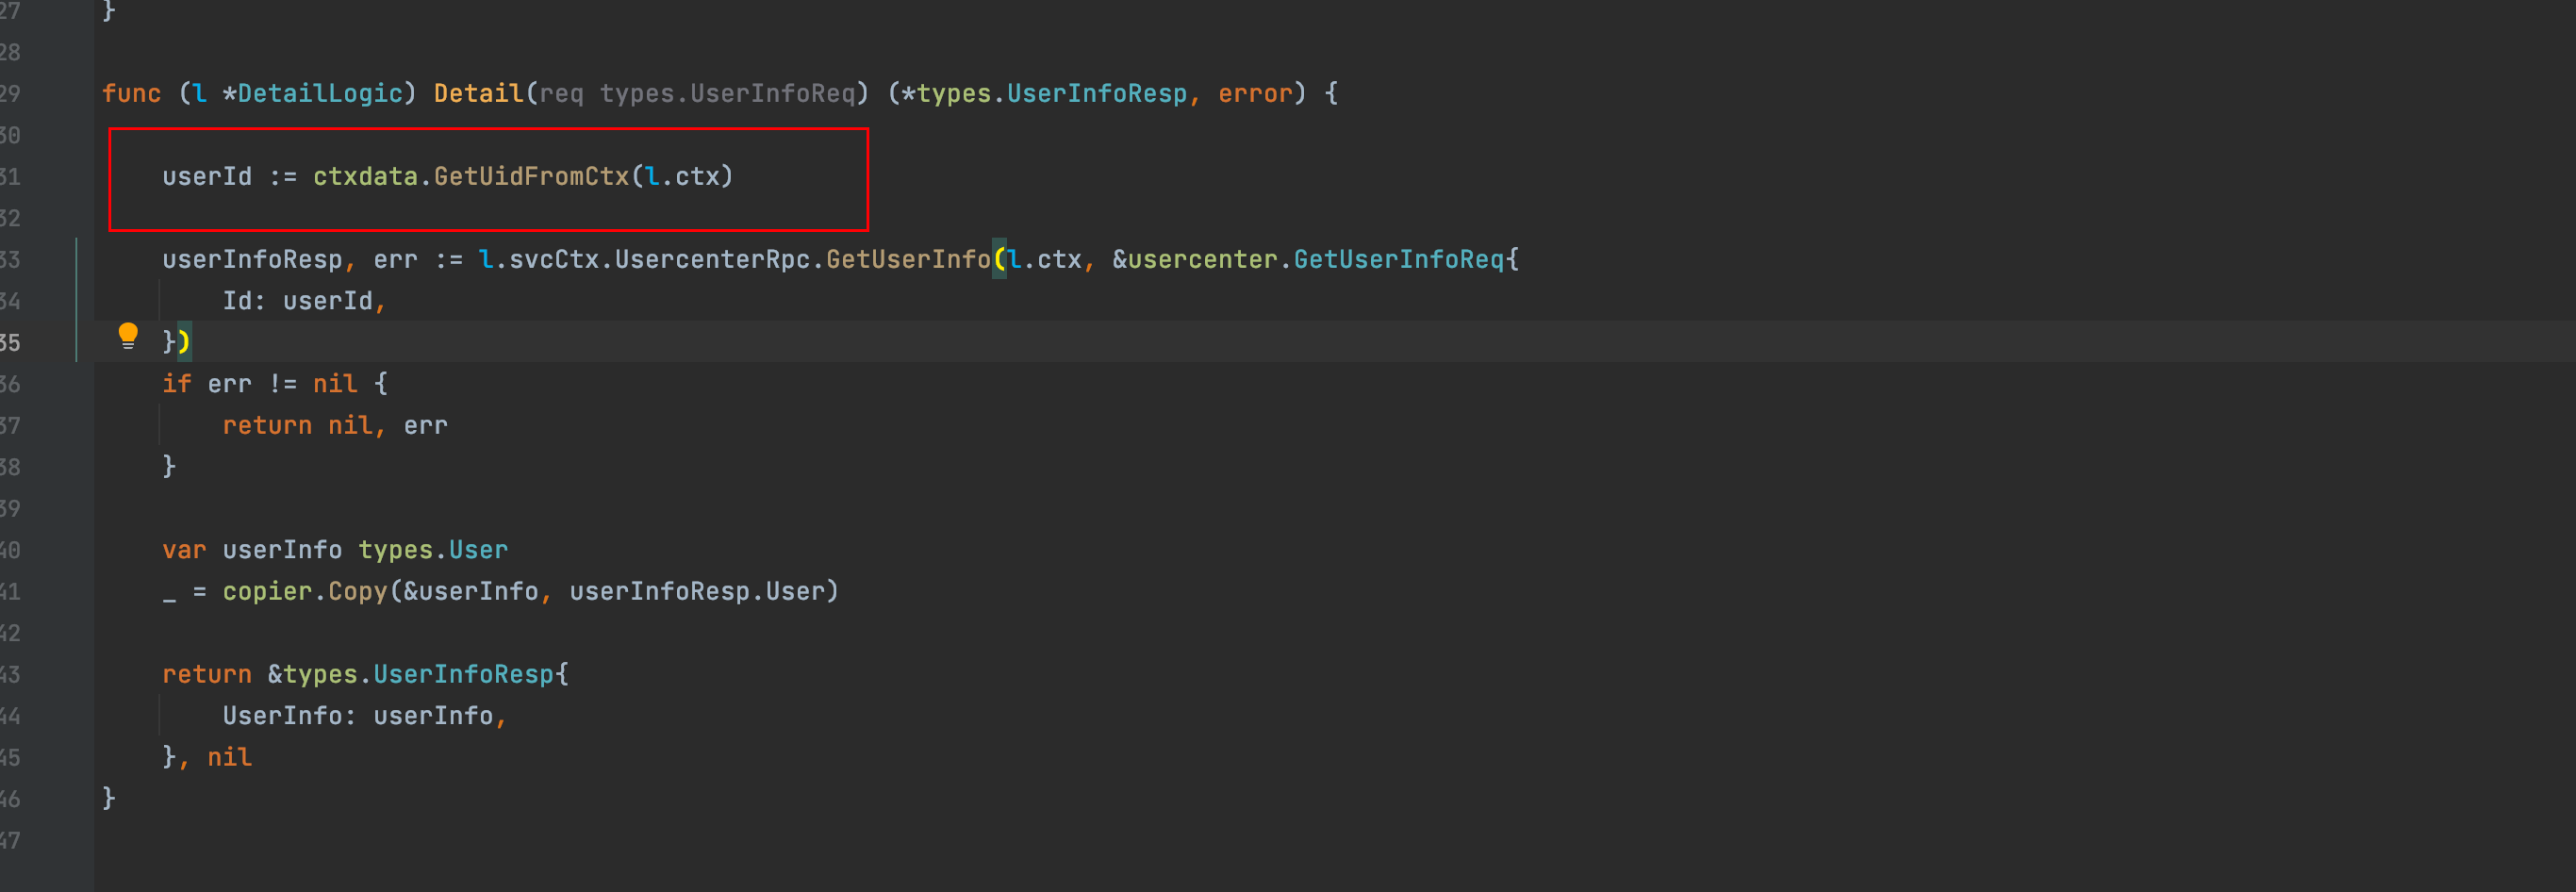 27 }
28
29 func (l *DetailLogic) Detail(req types.UserInfoReq) (*types.UserInfoResp, error) {
30
31 userId := ctxdata.GetUidFromCtx(l.ctx)
32
33 userInfoResp, err := l.svcCtx.UsercenterRpc.GetUserInfo(l.ctx, &usercenter.GetUserInfoReq{
34 Id: userId,
35 })
36 if err != nil {
37 return nil, err
38 }
39
40 var userInfo types.User
41 _ = copier.Copy(&userInfo, userInfoResp.User)
42
43 return &types.UserInfoResp{
44 UserInfo: userInfo,
45 }, nil
46 }
47